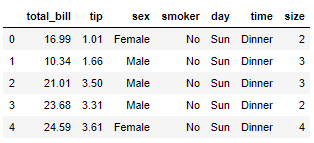 total_bill tip sex smoker day time size
0 16.99 1.01 Female No Sun Dinner 2
1 10.34 1.66 Male No Sun Dinner 3
2 21.01 3.50 Male No Sun Dinner 3
3 23.68 3.31 Male No Sun Dinner 2
4 24.59 3.61 Female No Sun Dinner 4